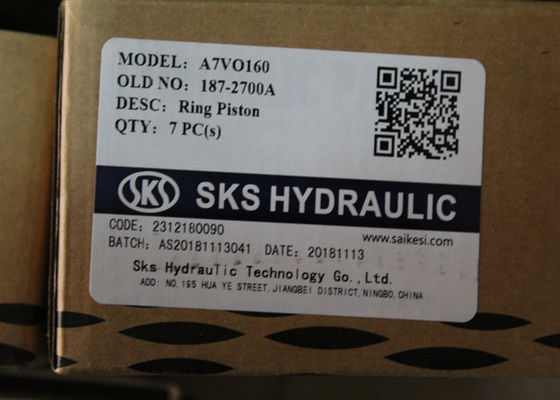 MODEL: A7VO160
OLD NO: 187-2700A
DESC: Ring Piston
QTY: 7 PC(s)
SKS SKS HYDRAULIC
CODE: 2312180090 www.saikesi.com
BATCH: AS20181113041 DATE: 20181113
Sks Hydraulic Technology Go.,Ltd.
ADD: NO.195 HUA YE STREET,JIANGBEI DISTRICT,NINGBO,CHINA